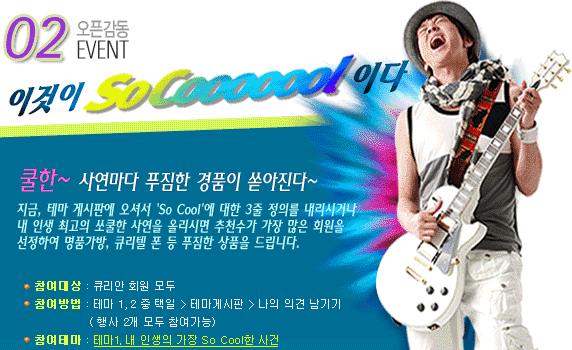 02 오픈감동
EVENT
이것이 So Cooooool 이다
쿨한~ 사연마다 푸짐한 경품이 쏟아진다~
지금, 테마 게시판에 오셔서 'So Cool'에 대한 3줄 정의를 내리시거나
내 인생 최고의 쏘쿨한 사연을 올리시면 추천수가 가장 많은 회원을
선정하여 명품가방, 큐리텔 폰 등 푸짐한 상품을 드립니다.
참여대상 : 큐리안 회원 모두
참여방법 : 테마 1, 2 중 택일 > 테마게시판 > 나의 의견 남기기
( 행사 2개 모두 참여가능)
참여테마 : 테마1. 내 인생의 가장 So Cool한 사건